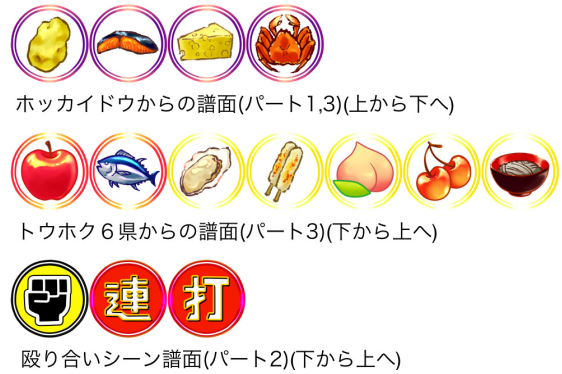 ホッカイドウからの譜面(パート1,3)(上から下へ)
トウホク６県からの譜面(パート3)(下から上へ)
連 打
殴り合いシーン譜面(パート2)(下から上へ)